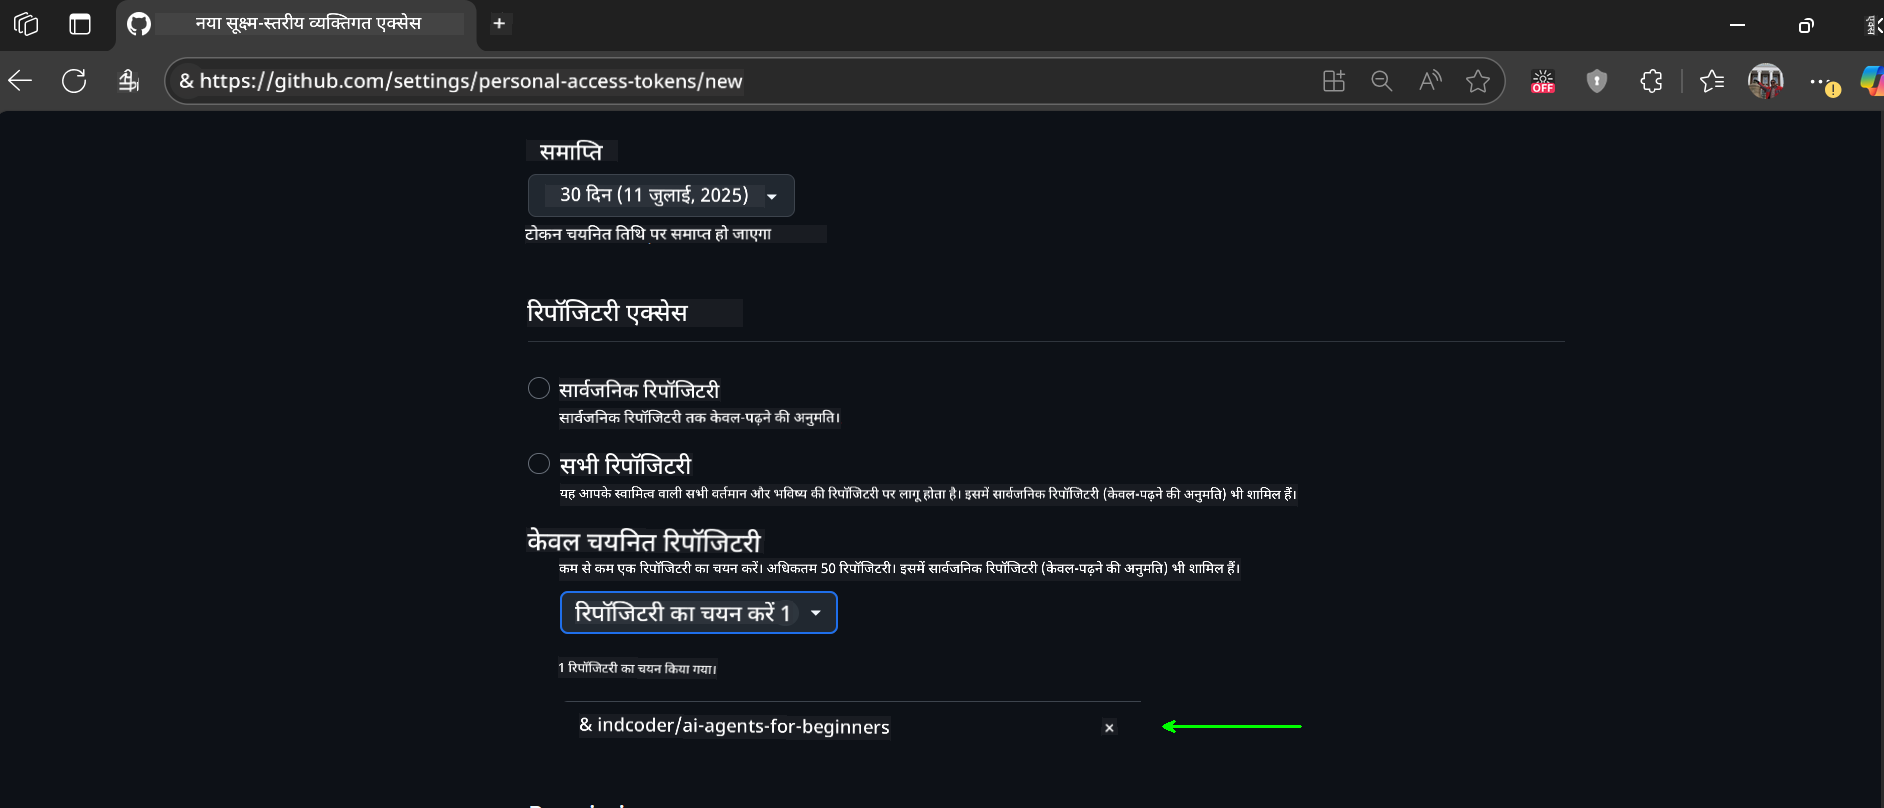 नया सूक्ष्म-स्तरीय व्यक्तिगत एक्सेस
& https://github.com/settings/personal-access-tokens/new
OFF
समाप्ति
30 दिन (11 जुलाई, 2025)
टोकन चयनित तिथि पर समाप्त हो जाएगा
रिपॉजिटरी एक्सेस
सार्वजनिक रिपॉजिटरी
सार्वजनिक रिपॉजिटरी तक केवल-पढ़ने की अनुमति।
सभी रिपॉजिटरी
यह आपके स्वामित्व वाली सभी वर्तमान और भविष्य की रिपॉजिटरी पर लागू होता है। इसमें सार्वजनिक रिपॉजिटरी (केवल-पढ़ने की अनुमति) भी शामिल हैं।
केवल चयनित रिपॉजिटरी
कम से कम एक रिपॉजिटरी का चयन करें। अधिकतम 50 रिपॉजिटरी। इसमें सार्वजनिक रिपॉजिटरी (केवल-पढ़ने की अनुमति) भी शामिल हैं।
रिपॉजिटरी का चयन करें 1
1 रिपॉजिटरी का चयन किया गया।
& indcoder/ai-agents-for-beginners